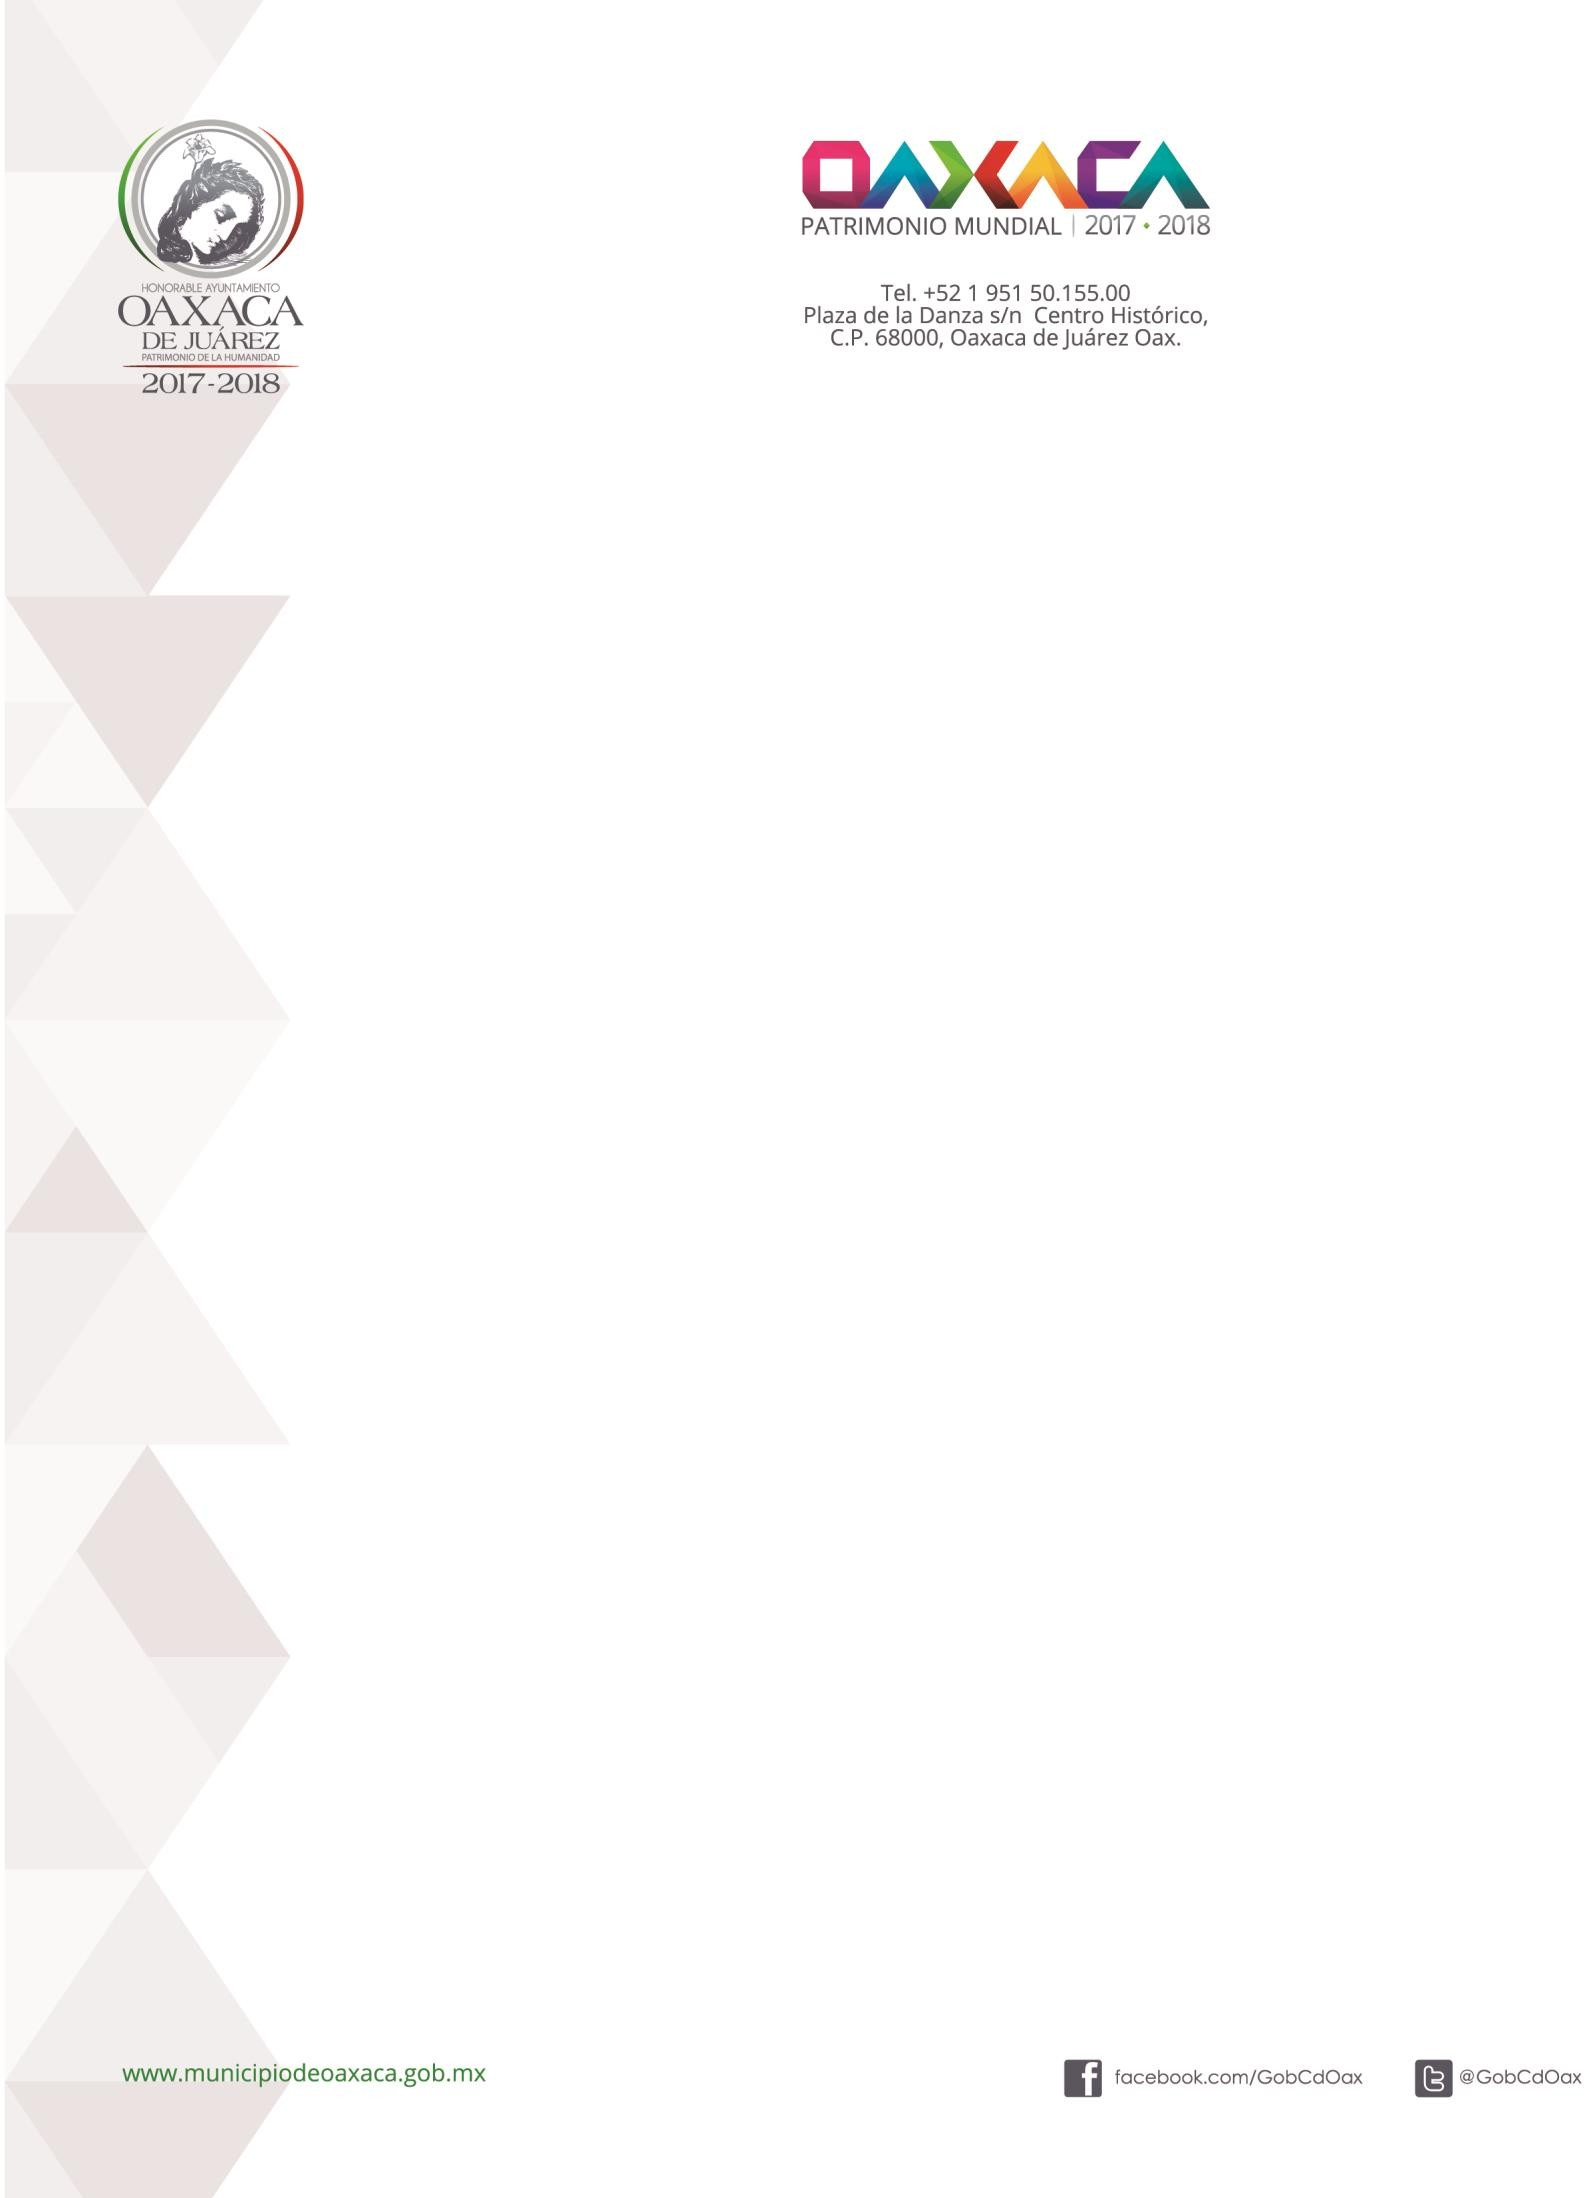 HONORABLE AYUNTAMIENTO
OAXACA
DE JUÁREZ
PATRIMONIO DE LA HUMANIDAD
2017-2018
OAXACA
PATRIMONIO MUNDIAL | 2017 • 2018
Tel. +52 1 951 50.155.00
Plaza de la Danza s/n Centro Histórico,
C.P. 68000, Oaxaca de Juárez Oax.
www.municipiodeoaxaca.gob.mx
facebook.com/GobCdOax
@GobCdOax